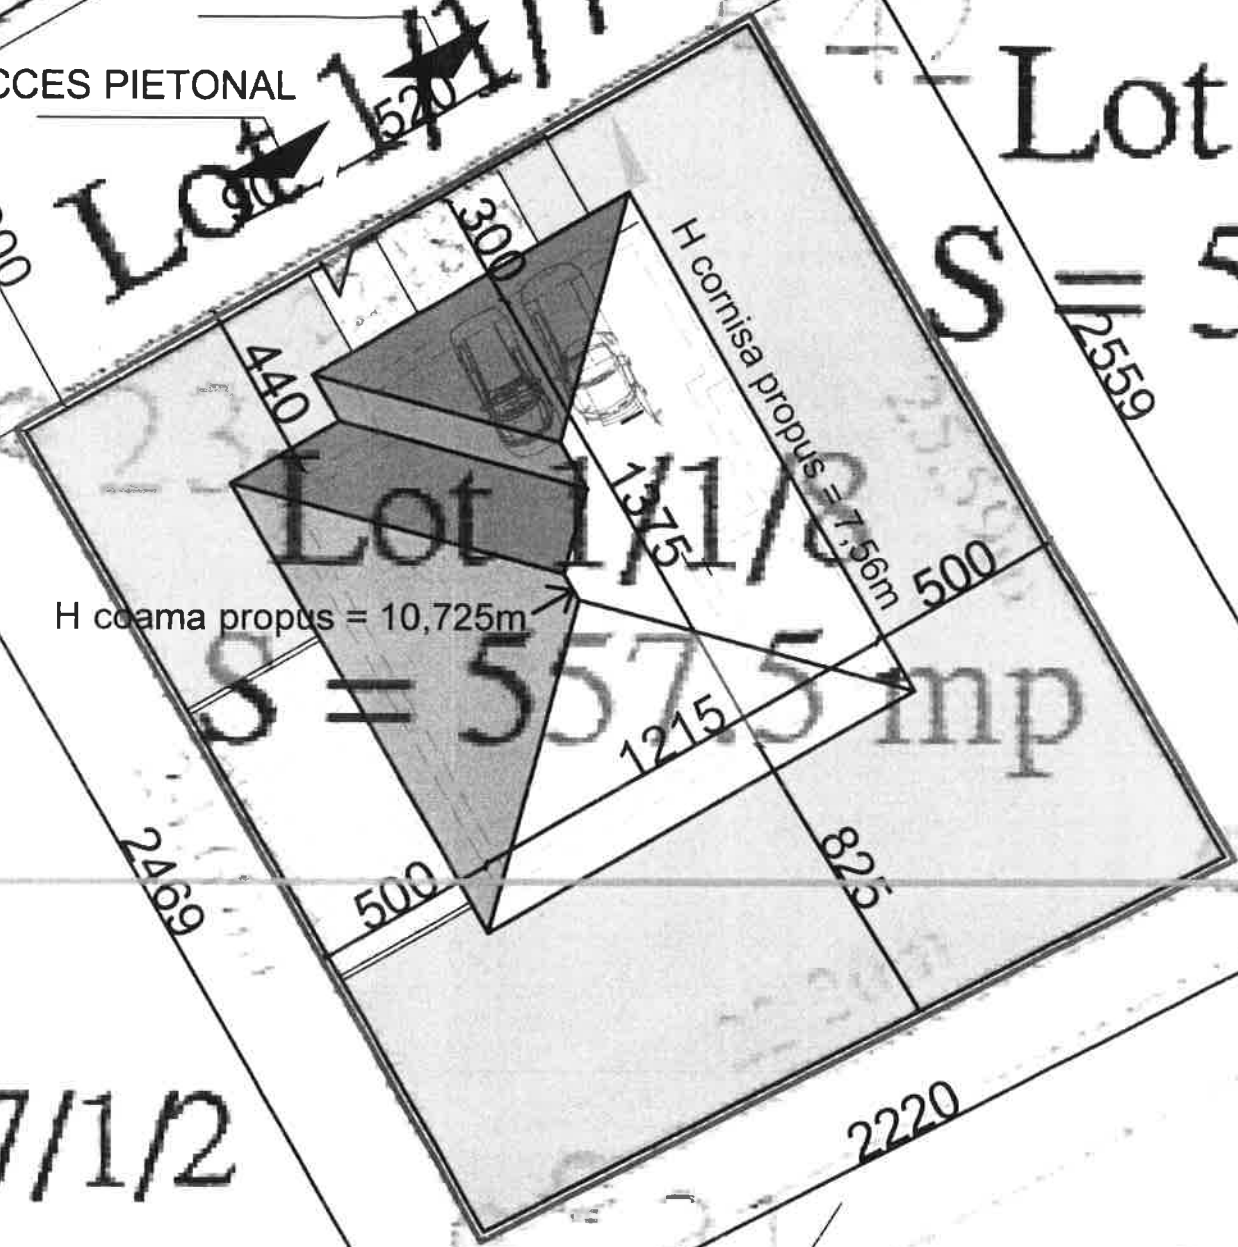 CCES PIETONAL
Lot 1/1/
520
90
Lot
S = 5
300
440
H cornisa propus = 7,56m
2559
23
Lot 1/1/8
1375
500
H coama propus = 10,725m
S = 557.5 mp
1215
500
825
2469
2220
7/1/2